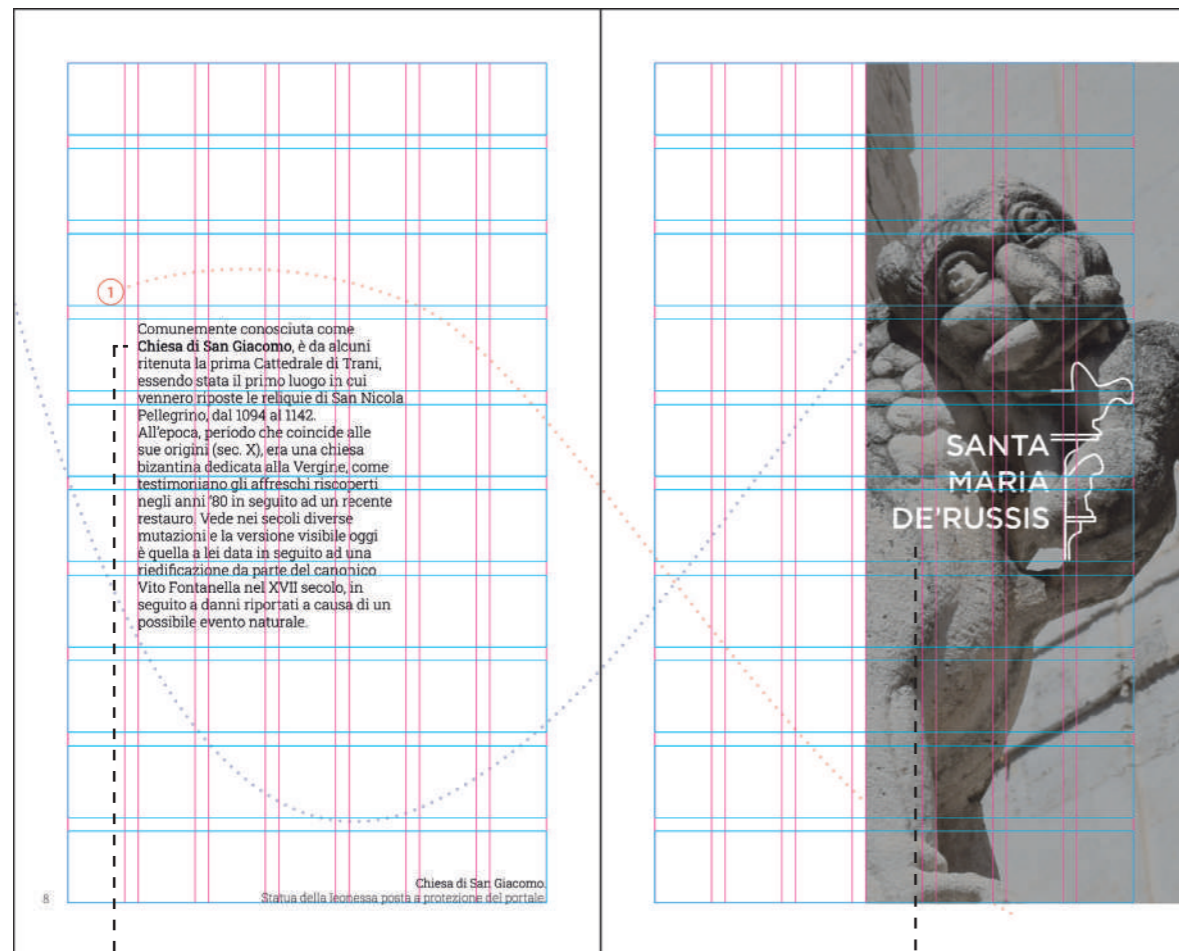 1
Comunemente conosciuta come
Chiesa di San Giacomo, è da alcuni
ritenuta la prima Cattedrale di Trani,
essendo stata il primo luogo in cui
vennero riposte le reliquie di San Nicola
Pellegrino, dal 1094 al 1142.
All'epoca, periodo che coincide alle
sue origini (sec. X), era una chiesa
bizantina dedicata alla Vergine, come
testimoniano gli affreschi riscoperti
negli anni '80 in seguito ad un recente
restauro. Vede nei secoli diverse
mutazioni e la versione visibile oggi
è quella a lei data in seguito ad una
riedificazione da parte del canonico
Vito Fontanella nel XVII secolo, in
seguito a danni riportati a causa di un
possibile evento naturale.
Chiesa di San Giacomo.
Statua della leonessa posta a protezione del portale.
8
SANTA
MARIA
DE'RUSSIS